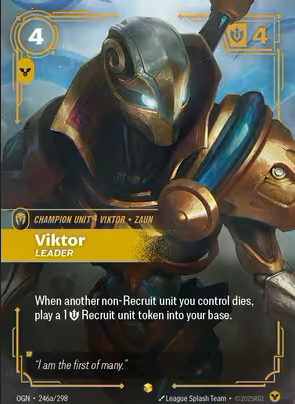 4
4
CHAMPION UNIT • VIKTOR • ZAUN
Viktor
LEADER
When another non-Recruit unit you control dies,
play a 1 Recruit unit token into your base.
"I am the first of many."
OGN • 246a/298
League Splash Team • ©2025RGI